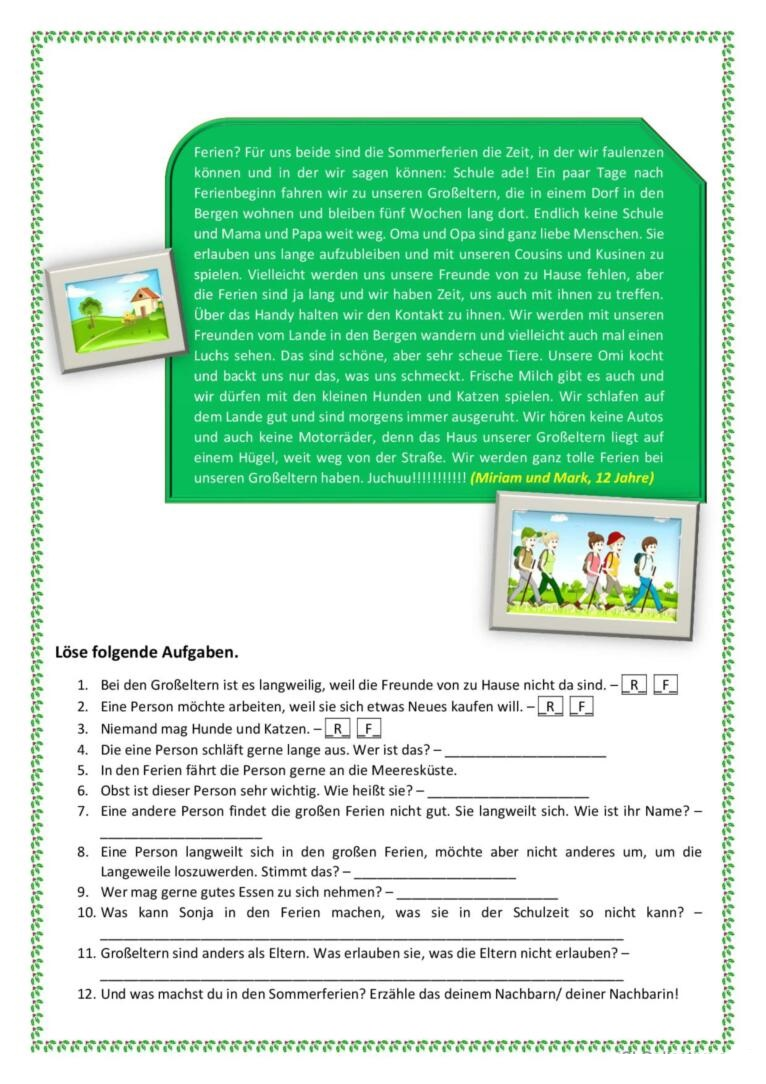 Ferien? Für uns beide sind die Sommerferien die Zeit, in der wir faulenzen
können und in der wir sagen können: Schule ade! Ein paar Tage nach
Ferienbeginn fahren wir zu unseren Großeltern, die in einem Dorf in den
Bergen wohnen und bleiben fünf Wochen lang dort. Endlich keine Schule
und Mama und Papa weit weg. Oma und Opa sind ganz liebe Menschen. Sie
erlauben uns lange aufzubleiben und mit unseren Cousins und Kusinen zu
spielen. Vielleicht werden uns unsere Freunde von zu Hause fehlen, aber
die Ferien sind ja lang und wir haben Zeit, uns auch mit ihnen zu treffen.
Über das Handy halten wir den Kontakt zu ihnen. Wir werden mit unseren
Freunden vom Lande in den Bergen wandern und vielleicht auch mal einen
Luchs sehen. Das sind schöne, aber sehr scheue Tiere. Unsere Omi kocht
und backt uns nur das, was uns schmeckt. Frische Milch gibt es auch und
wir dürfen mit den kleinen Hunden und Katzen spielen. Wir schlafen auf
dem Lande gut und sind morgens immer ausgeruht. Wir hören keine Autos
und auch keine Motorräder, denn das Haus unserer Großeltern liegt auf
einem Hügel, weit weg von der Straße. Wir werden ganz tolle Ferien bei
unseren Großeltern haben. Juchuu!!!!!!!!!!! (Miriam und Mark, 12 Jahre)
Löse folgende Aufgaben.
1. Bei den Großeltern ist es langweilig, weil die Freunde von zu Hause nicht da sind. – _R_ _F_
2. Eine Person möchte arbeiten, weil sie sich etwas Neues kaufen will. – _R_ _F_
3. Niemand mag Hunde und Katzen. – _R_ _F_
4. Die eine Person schläft gerne lange aus. Wer ist das? – ______________________
5. In den Ferien fährt die Person gerne an die Meeresküste.
6. Obst ist dieser Person sehr wichtig. Wie heißt sie? – ______________________
7. Eine andere Person findet die großen Ferien nicht gut. Sie langweilt sich. Wie ist ihr Name? –
______________________
8. Eine Person langweilt sich in den großen Ferien, möchte aber nicht anderes um, um die
Langeweile loszuwerden. Stimmt das? – ______________________
9. Wer mag gerne gutes Essen zu sich nehmen? – ______________________
10. Was kann Sonja in den Ferien machen, was sie in der Schulzeit so nicht kann? –
______________________
11. Großeltern sind anders als Eltern. Was erlauben sie, was die Eltern nicht erlauben? –
______________________
12. Und was machst du in den Sommerferien? Erzähle das deinem Nachbarn/ deiner Nachbarin!